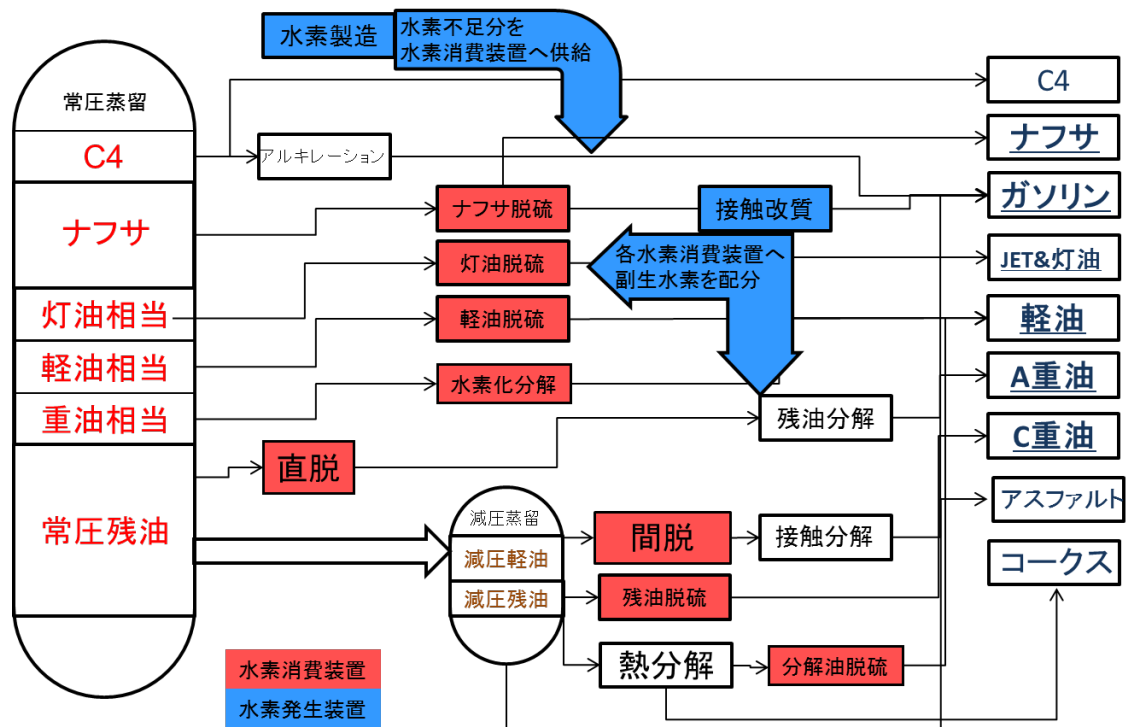 水素製造
水素不足分を
水素消費装置へ供給
常圧蒸留
C4
ナフサ
灯油相当
軽油相当
重油相当
常圧残油
アルキレーション
ナフサ脱硫
接触改質
灯油脱硫
各水素消費装置へ
副生水素を配分
軽油脱硫
水素化分解
残油分解
直脱
減圧蒸留
減圧軽油
減圧残油
間脱
接触分解
残油脱硫
熱分解
分解油脱硫
C4
ナフサ
ガソリン
JET&灯油
軽油
A重油
C重油
アスファルト
コークス
水素消費装置
水素発生装置